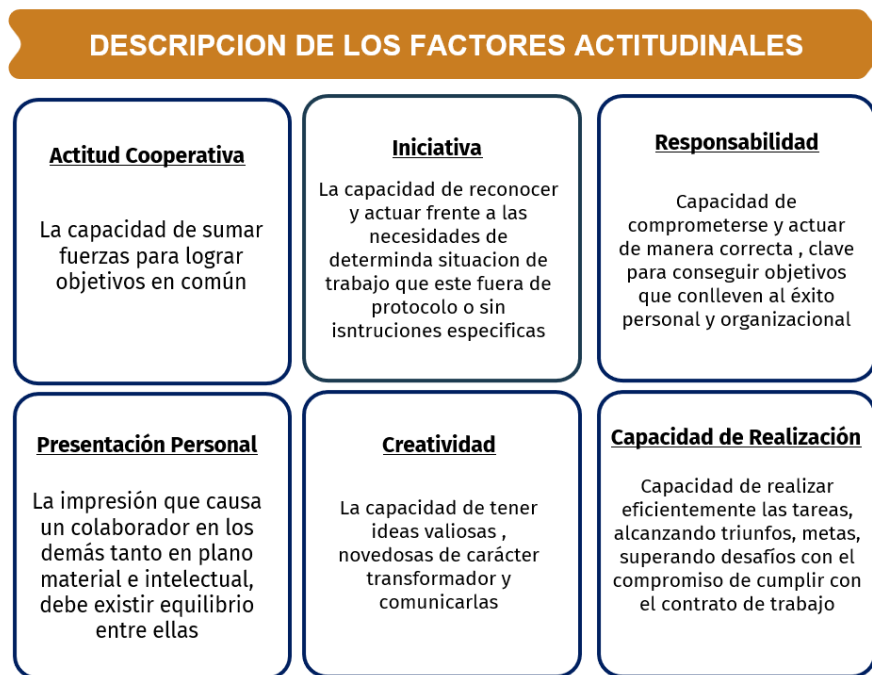 DESCRIPCION DE LOS FACTORES ACTITUDINALES
Actitud Cooperativa
La capacidad de sumar
fuerzas para lograr
objetivos en común
Iniciativa
La capacidad de reconocer
y actuar frente a las
necesidades de
determinda situacion de
trabajo que este fuera de
protocolo o sin
isntruciones especificas
Responsabilidad
Capacidad de
comprometerse y actuar
de manera correcta , clave
para conseguir objetivos
que conlleven al éxito
personal y organizacional
Presentación Personal
La impresión que causa
un colaborador en los
demás tanto en plano
material e intelectual,
debe existir equilibrio
entre ellas
Creatividad
La capacidad de tener
ideas valiosas ,
novedosas de carácter
transformador y
comunicarlas
Capacidad de Realización
Capacidad de realizar
eficientemente las tareas,
alcanzando triunfos, metas,
superando desafíos con el
compromiso de cumplir con
el contrato de trabajo